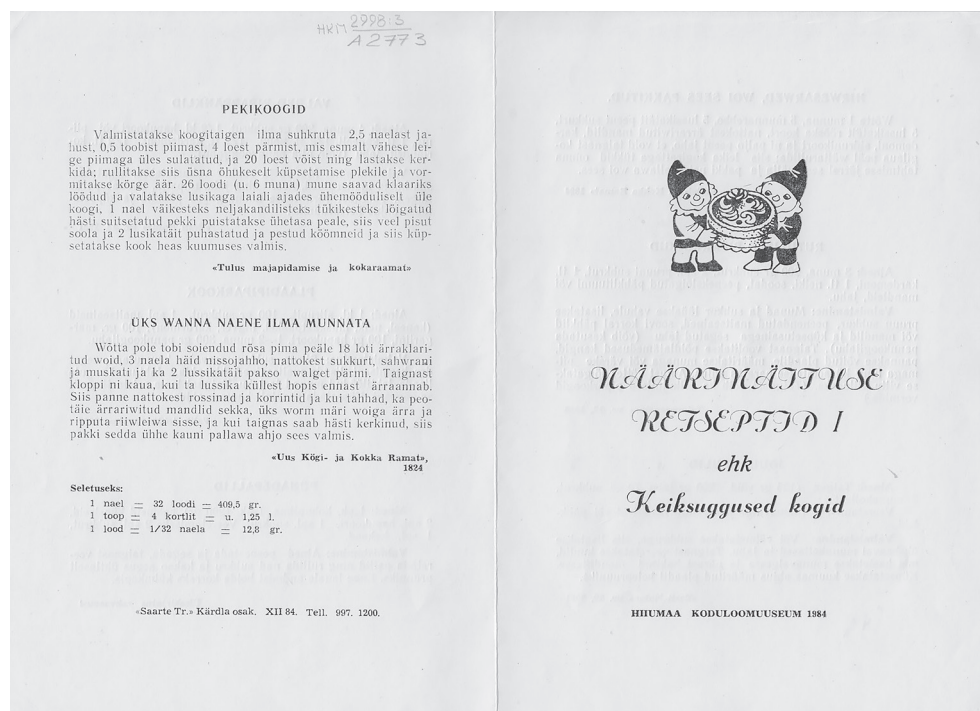 HKM 2998:3
A 2773
PEKIKOOGID
Valmistatakse koogitaigen ilma suhkruta 2,5 naelast ja-
hust, 0,5 toobist piimast, 4 loest pärmist, mis esmalt vähese lei-
ge piimaga üles sulatatud, ja 20 loest võist ning lastakse ker-
kida; rullitakse siis üsna õhukeselt küpsetamise plekile ja vor-
mitakse kõrge äär. 26 loodi (u. 6 muna) mune saavad klaariks
löödud ja valatakse lusikaga laiali ajades ühemõõduliselt üle
koogi, 1 nael väikesteks neljakandilisteks tükikesteks lõigatud
hästi suitsetatud pekki puistatakse ühetasa peale, siis veel pisut
soola ja 2 lusikatäit puhastatud ja pestud köömneid ja siis küp-
setatakse kook heas kuumuses valmis.
«Tulus majapidamise ja kokaraamat»
ÜKS WANNA NAENE ILMA MUNNATA
Wõtta pole tobi soiendud rõsa pima peäle 18 loti ärraklari-
tud woid, 3 naela häid nissojahho, nattokest sukkurt, sahwrani
ja muskati ja ka 2 lussikatäit pakso walget pärmi. Taignast
kloppi ni kaua, kui ta lussika küllest hopis ennast ärraannab.
Siis panne nattokest rossinad ja korrintid ja kui tahhad, ka peo-
täie ärrariwitud mandlid sekka, üks worm märi woiga ärra ja
ripputa riiwleiwa sisse, ja kui taignas saab hästi kerkinud, siis
pakki sedda ühhe kauni pallawa ahjo sees valmis.
«Uus Kögi- ja Kokka Ramat»,
1824
Seletuseks:
1 nael = 32 loodi = 409,5 gr.
1 toop = 4 kortlit = u. 1,25 l.
1 lood = 1/32 naela = 12,8 gr.
«Saarte Tr.» Kärdla osak. XII 84. Tell. 997. 1200.
NÄÄRINÄITUSE
RETSEPTID I
ehk
Keiksuggused kogid
HIIUMAA KODULOOMUUSEUM 1984